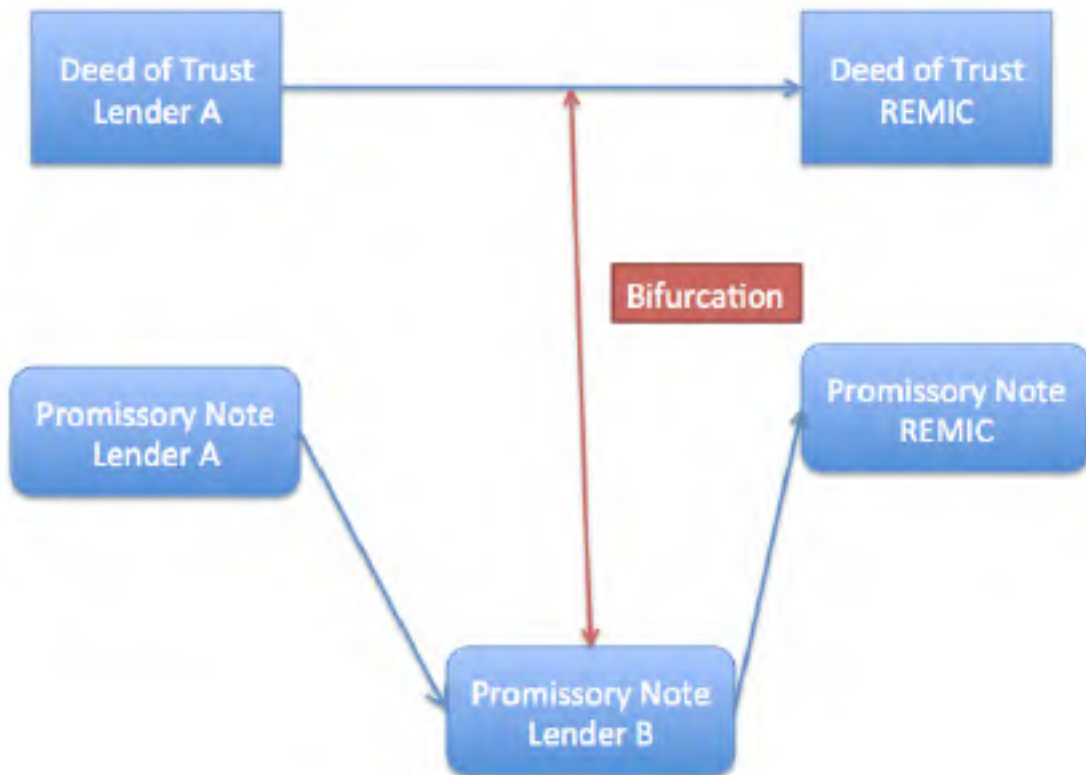 Deed of Trust
Lender A
Deed of Trust
REMIC
Bifurcation
Promissory Note
Lender A
Promissory Note
REMIC
Promissory Note
Lender B